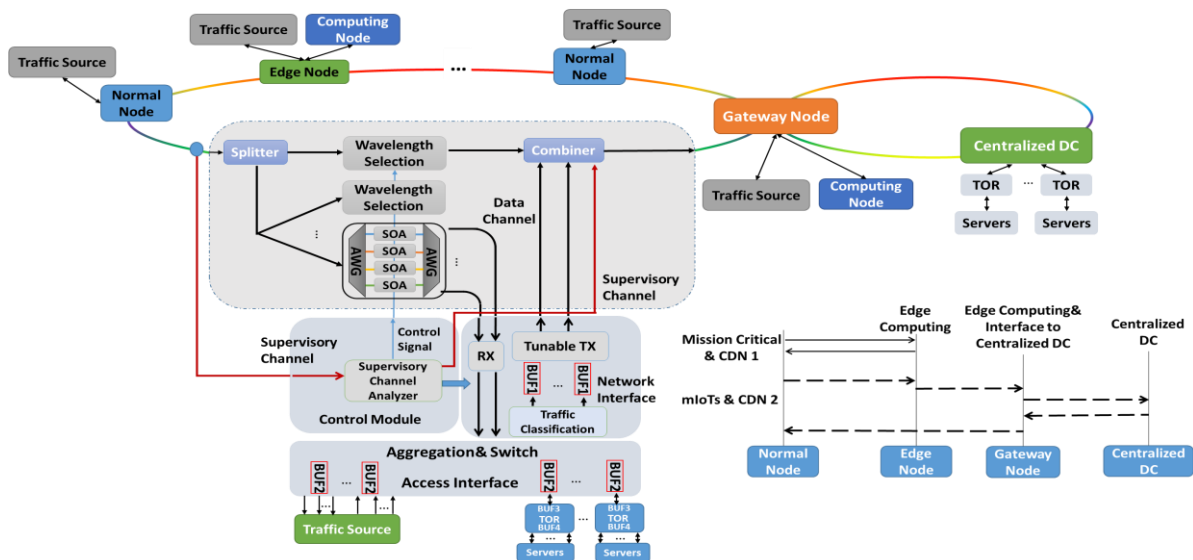 Traffic Source
Computing
Node
Traffic Source
Traffic Source
Edge Node
...
Normal
Node
Normal
Node
Gateway Node
Centralized DC
Splitter
Wavelength
Selection
Combiner
Traffic Source
Computing
Node
TOR
...
TOR
Servers
Servers
Wavelength
Selection
Data
Channel
...
AWG
SOA
SOA
SOA
SOA
AWG
...
Supervisory
Channel
Supervisory
Channel
Control
Signal
Supervisory
Channel
Analyzer
Control Module
RX
Tunable TX
BUF1
...
BUF1
Network
Interface
Traffic
Classification
Aggregation& Switch
Access Interface
BUF2
...
BUF2
BUF2
...
BUF2
...
...
Traffic Source
BUF3
TOR
BUF4
...
BUF3
TOR
BUF4
...
...
Servers
Servers
Edge
Computing
Edge Computing&
Interface to
Centralized DC
Centralized
DC
Mission Critical
& CDN 1
mIoTs & CDN 2
Normal
Node
Edge
Node
Gateway
Node
Centralized
DC